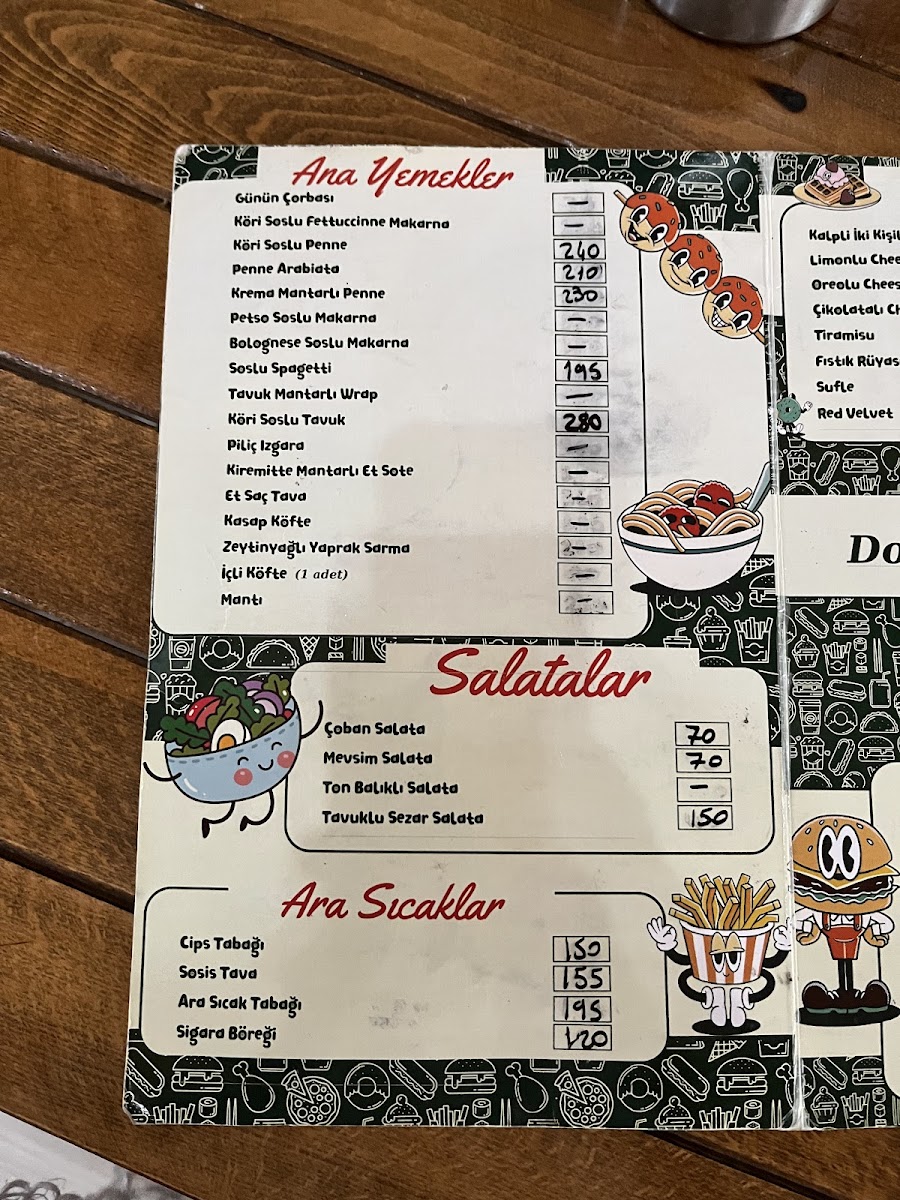 Ana Yemekler
Günün Çorbası -
Köri Soslu Fettuccinne Makarna -
Köri Soslu Penne 240
Penne Arabiata 210
Krema Mantarlı Penne 230
Petso Soslu Makarna -
Bolognese Soslu Makarna -
Soslu Spagetti 195
Tavuk Mantarlı Wrap -
Köri Soslu Tavuk 280
Piliç Izgara -
Kiremitte Mantarlı Et Sote -
Et Saç Tava -
Kasap Köfte -
Zeytinyağlı Yaprak Sarma -
İçli Köfte (1 adet) -
Mantı -
Salatalar
Çoban Salata 70
Mevsim Salata 70
Ton Balıklı Salata -
Tavuklu Sezar Salata 150
Ara Sıcaklar
Cips Tabağı 150
Sosis Tava 155
Ara Sıcak Tabağı 195
Sigara Böreği 120
Kalpli İki Kişil
Limonlu Chee
Oreolu Chees
Çikolatalı Ch
Tiramisu
Fıstık Rüyas
Sufle
Red Velvet
Do